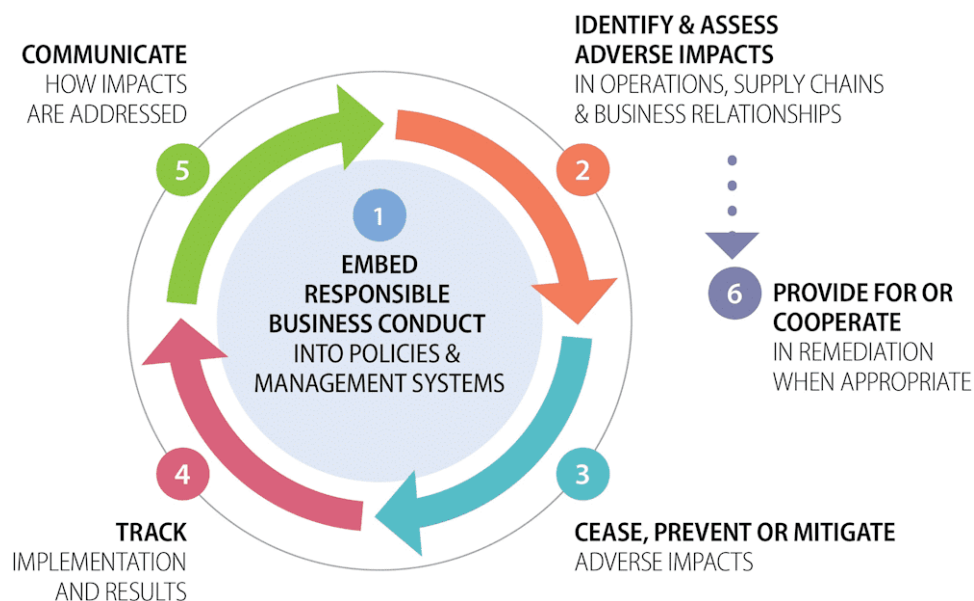 1
EMBED
RESPONSIBLE
BUSINESS CONDUCT
INTO POLICIES &
MANAGEMENT SYSTEMS
2
IDENTIFY & ASSESS
ADVERSE IMPACTS
IN OPERATIONS, SUPPLY CHAINS
& BUSINESS RELATIONSHIPS
3
CEASE, PREVENT OR MITIGATE
ADVERSE IMPACTS
4
TRACK
IMPLEMENTATION
AND RESULTS
5
COMMUNICATE
HOW IMPACTS
ARE ADDRESSED
6
PROVIDE FOR OR
COOPERATE
IN REMEDIATION
WHEN APPROPRIATE